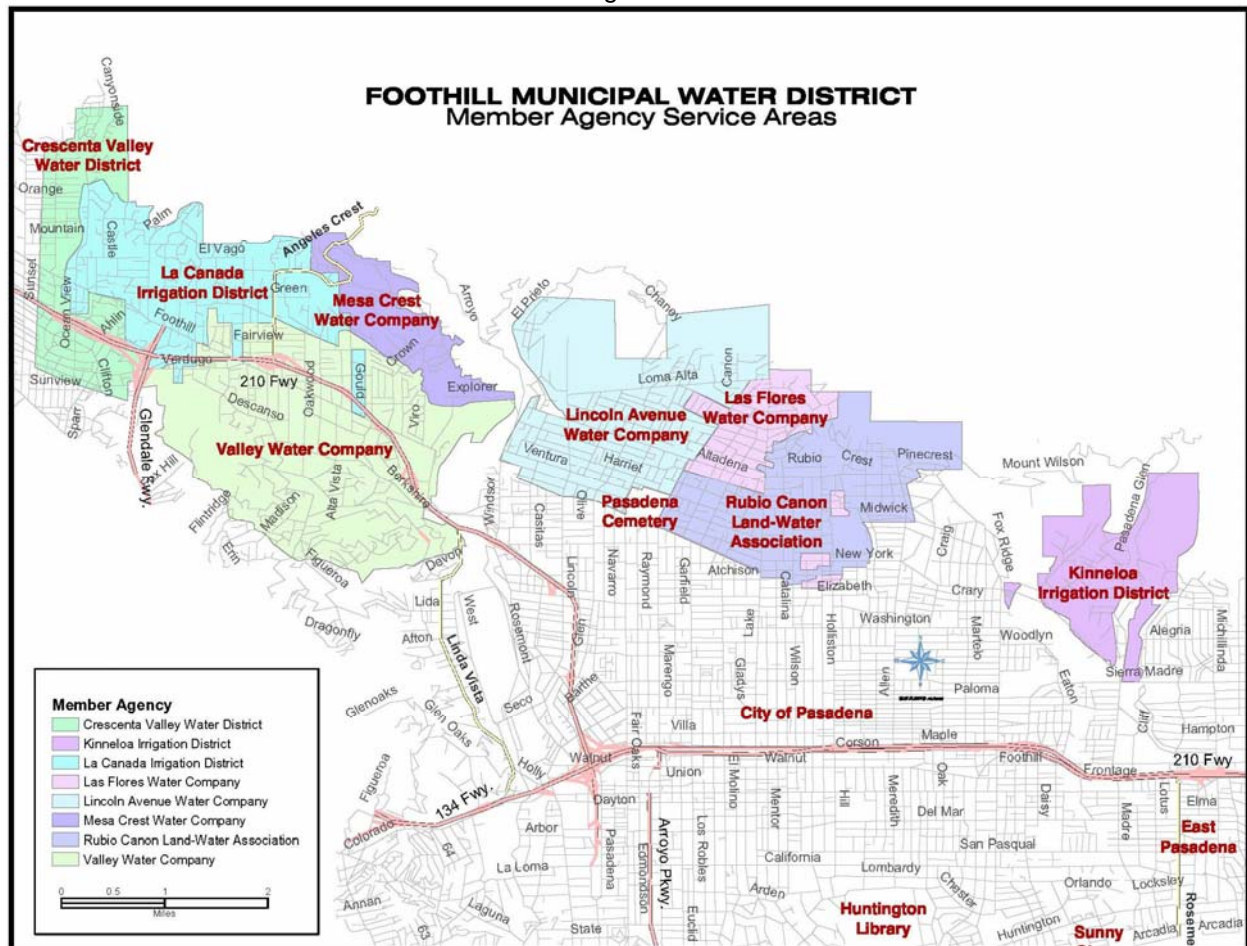 FOOTHILL MUNICIPAL WATER DISTRICT
Member Agency Service Areas
Canyonside
Crescenta Valley
Water District
Orange
Mountain
Castle
Palm
El Vago
Angeles Crest
La Canada
Irrigation District
Green
Mesa Crest
Water Company
Arroyo
El Prieto
Chaney
Sunset
Ocean View
Ahlin
Foothill
Fairview
Verdugo
Crown
Explorer
Loma Alta
Canon
Las Flores
Water Company
Sunview
Clifton
210 Fwy
Oakwood
Gould
Viro
Descanso
Sparr
Glendale Fwy.
Valley Water Company
Lincoln Avenue
Water Company
Ventura
Harriet
Altadena
Rubio
Crest
Pinecrest
Mount Wilson
Pasadena Glen
Berkshire
Alta Vista
Madison
Flintridge
Erin
Figueroa
Devon
Windsor
Casitas
Olive
Pasadena
Cemetery
Rubio Canon
Land-Water
Association
Midwick
New York
Craig
Fox Ridge
Kinneloa
Irrigation District
Lincoln
Navarro
Raymond
Garfield
Atchison
Catalina
Elizabeth
Crary
Lida
Dragonfly
Afton
West
Rosemont
Glen
Lake
Holliston
Washington
Martelo
Woodlyn
Alegria
Michillinda
Sierra Madre
Linda Vista
Marengo
Gladys
Wilson
Allen
Paloma
Eaton
Cliff
Hampton
Glenoaks
Glen Oaks
Seco
Barthe
Villa
City of Pasadena
Fair Oaks
Walnut
Holly
Union
El Molino
Walnut
Corson
Maple
Foothill
Frontage
210 Fwy
Figueroa
134 Fwy.
Colorado
Dayton
Mentor
Hill
Meredith
Oak
Del Mar
Daisy
Madre
Lotus
Elma
East
Pasadena
64
Arbor
La Loma
Pasadena
Edmondson
Arroyo Pkwy.
Los Robles
California
San Pasqual
Lombardy
Chester
Orlando
Locksley
Annan
Laguna
63
State
Euclid
Arden
Huntington
Library
Huntington
Sunny
Arcadia
Roseme
Arcadia
Member Agency
Crescenta Valley Water District
Kinneloa Irrigation District
La Canada Irrigation District
Las Flores Water Company
Lincoln Avenue Water Company
Mesa Crest Water Company
Rubio Canon Land-Water Association
Valley Water Company
0 0.5 1 2
Miles